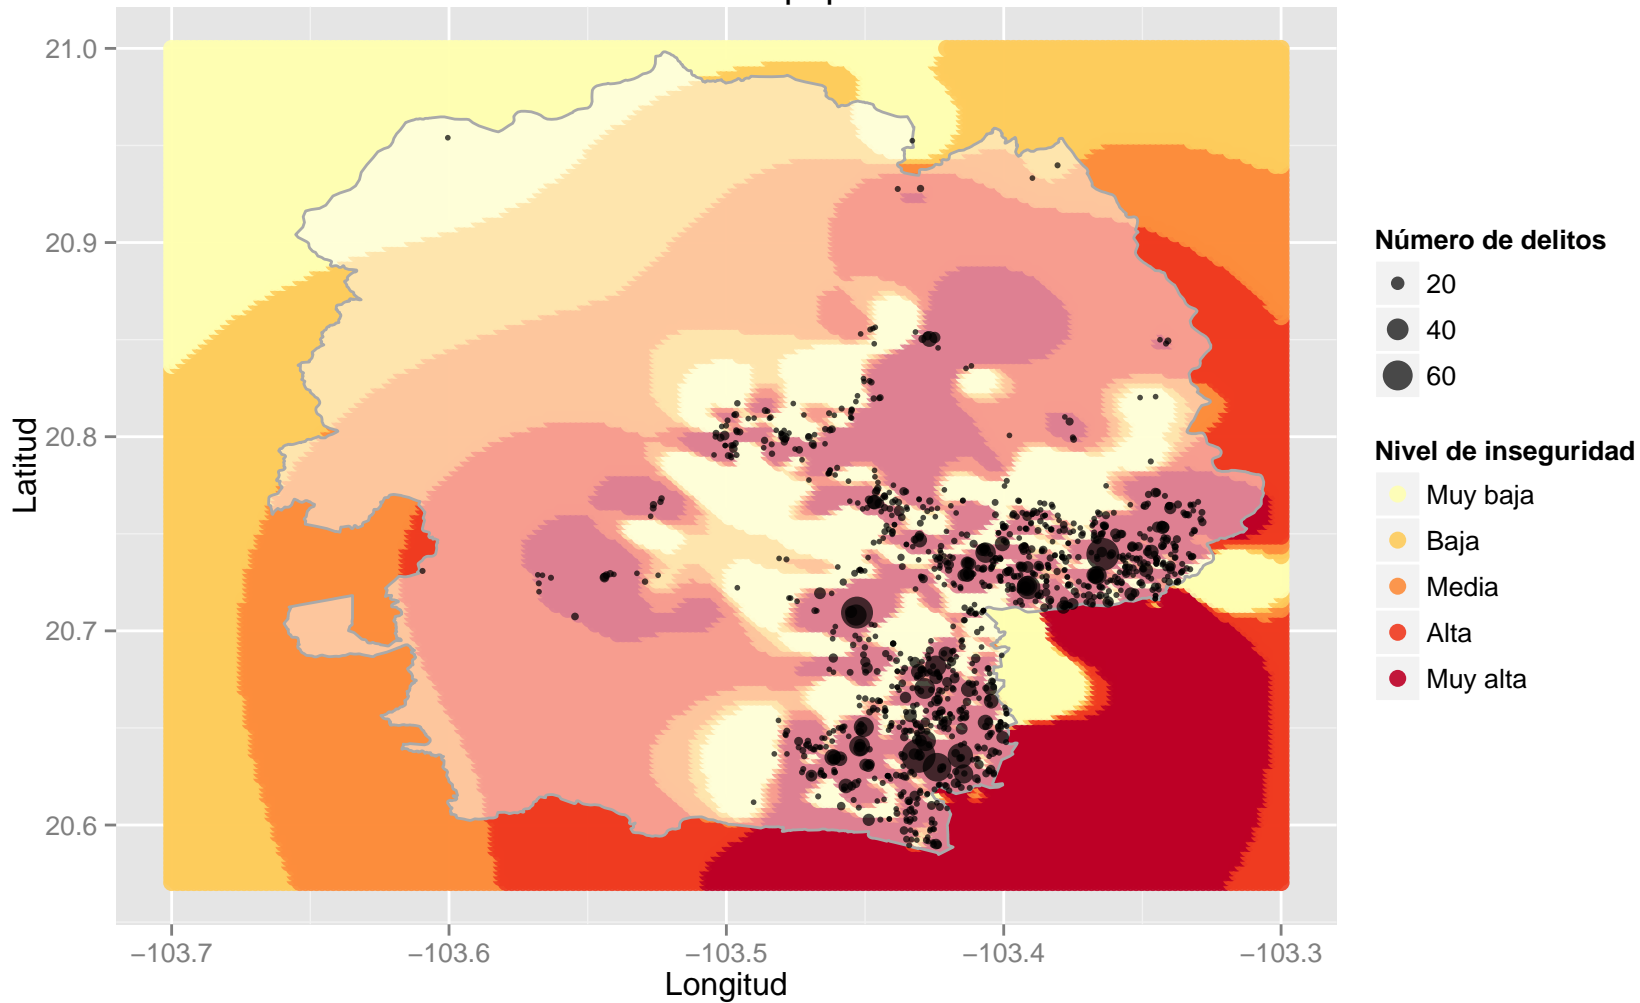 21.0
20.9
20.8
20.7
20.6
Latitud
−103.7
−103.6
−103.5
−103.4
−103.3
Longitud
Número de delitos
20
40
60
Nivel de inseguridad
Muy baja
Baja
Media
Alta
Muy alta